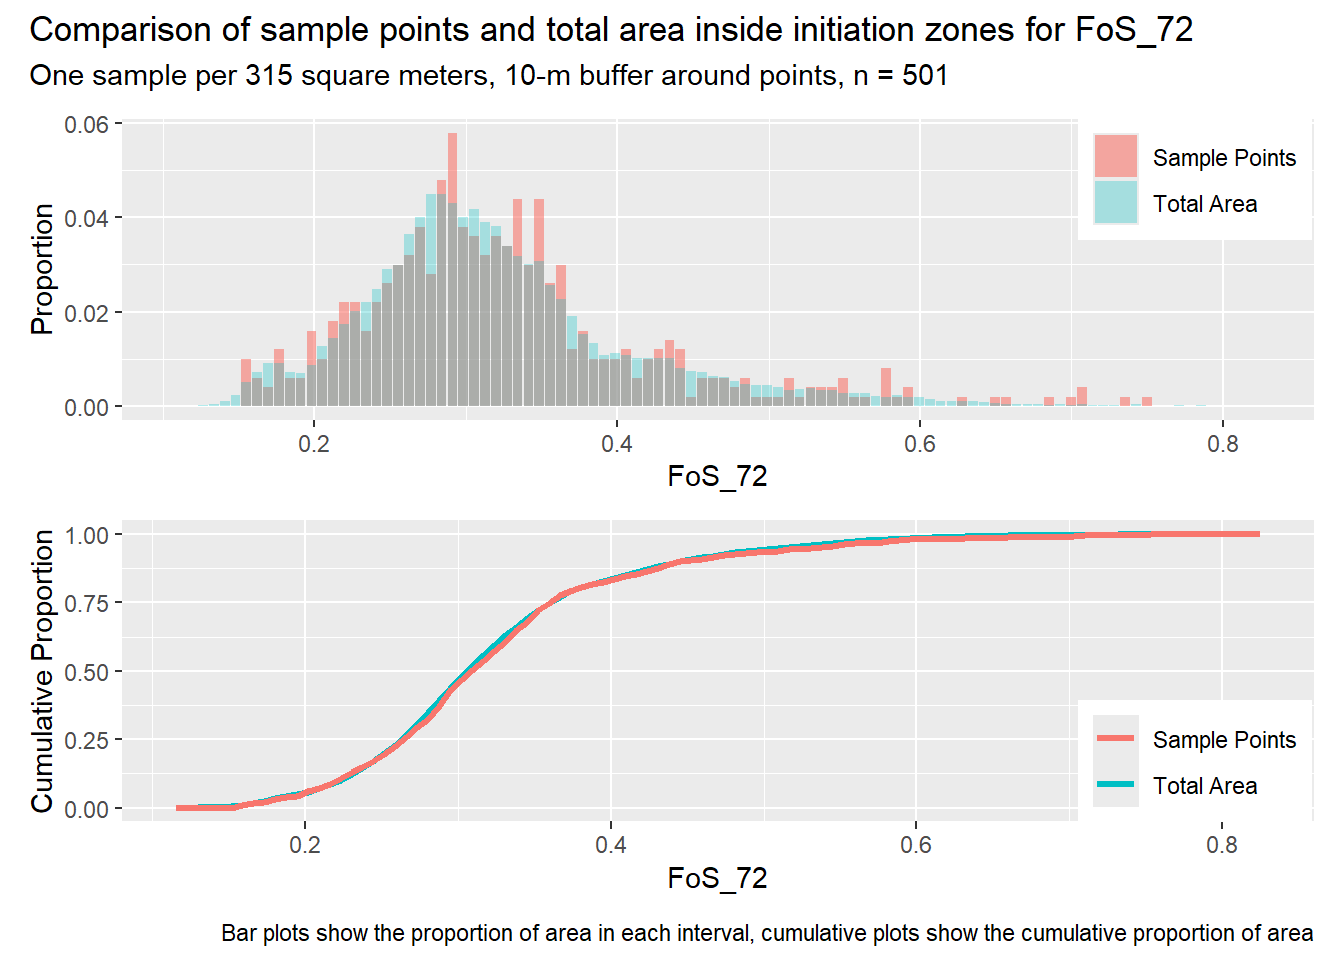 Comparison of sample points and total area inside initiation zones for FoS_72
One sample per 315 square meters, 10-m buffer around points, n = 501
0.06
0.04
0.02
0.00
Proportion
Sample Points
Total Area
0.2 0.4 0.6 0.8
FoS_72
1.00
0.75
0.50
0.25
0.00
Cumulative Proportion
Sample Points
Total Area
0.2 0.4 0.6 0.8
FoS_72
Bar plots show the proportion of area in each interval, cumulative plots show the cumulative proportion of area